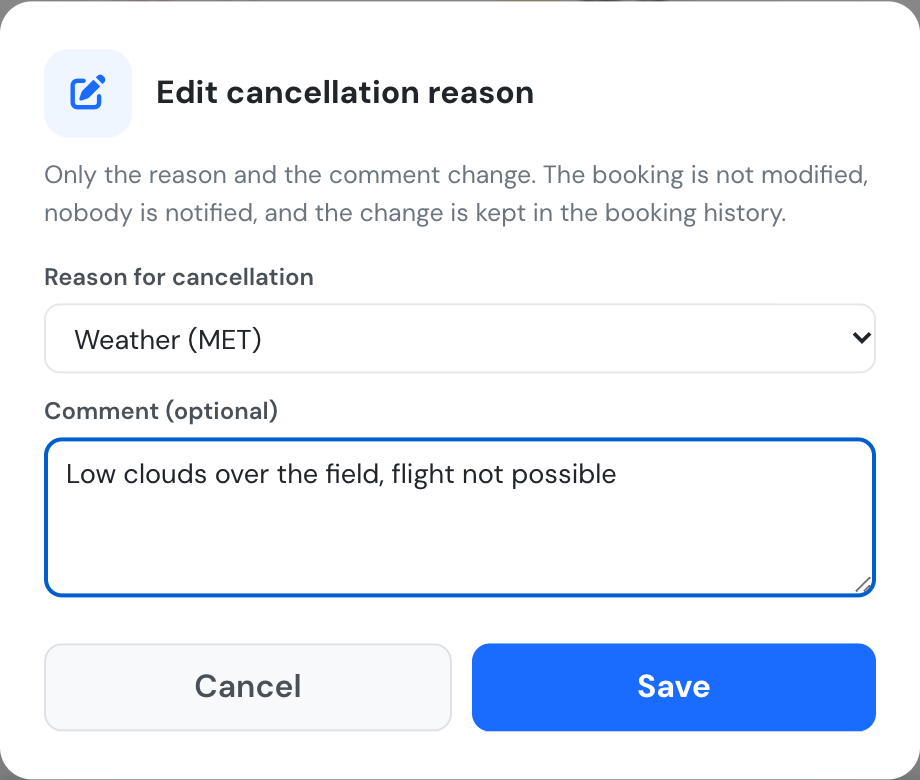 Edit cancellation reason
Only the reason and the comment change. The booking is not modified,
nobody is notified, and the change is kept in the booking history.
Reason for cancellation
Weather (MET)
Comment (optional)
Low clouds over the field, flight not possible
Cancel
Save